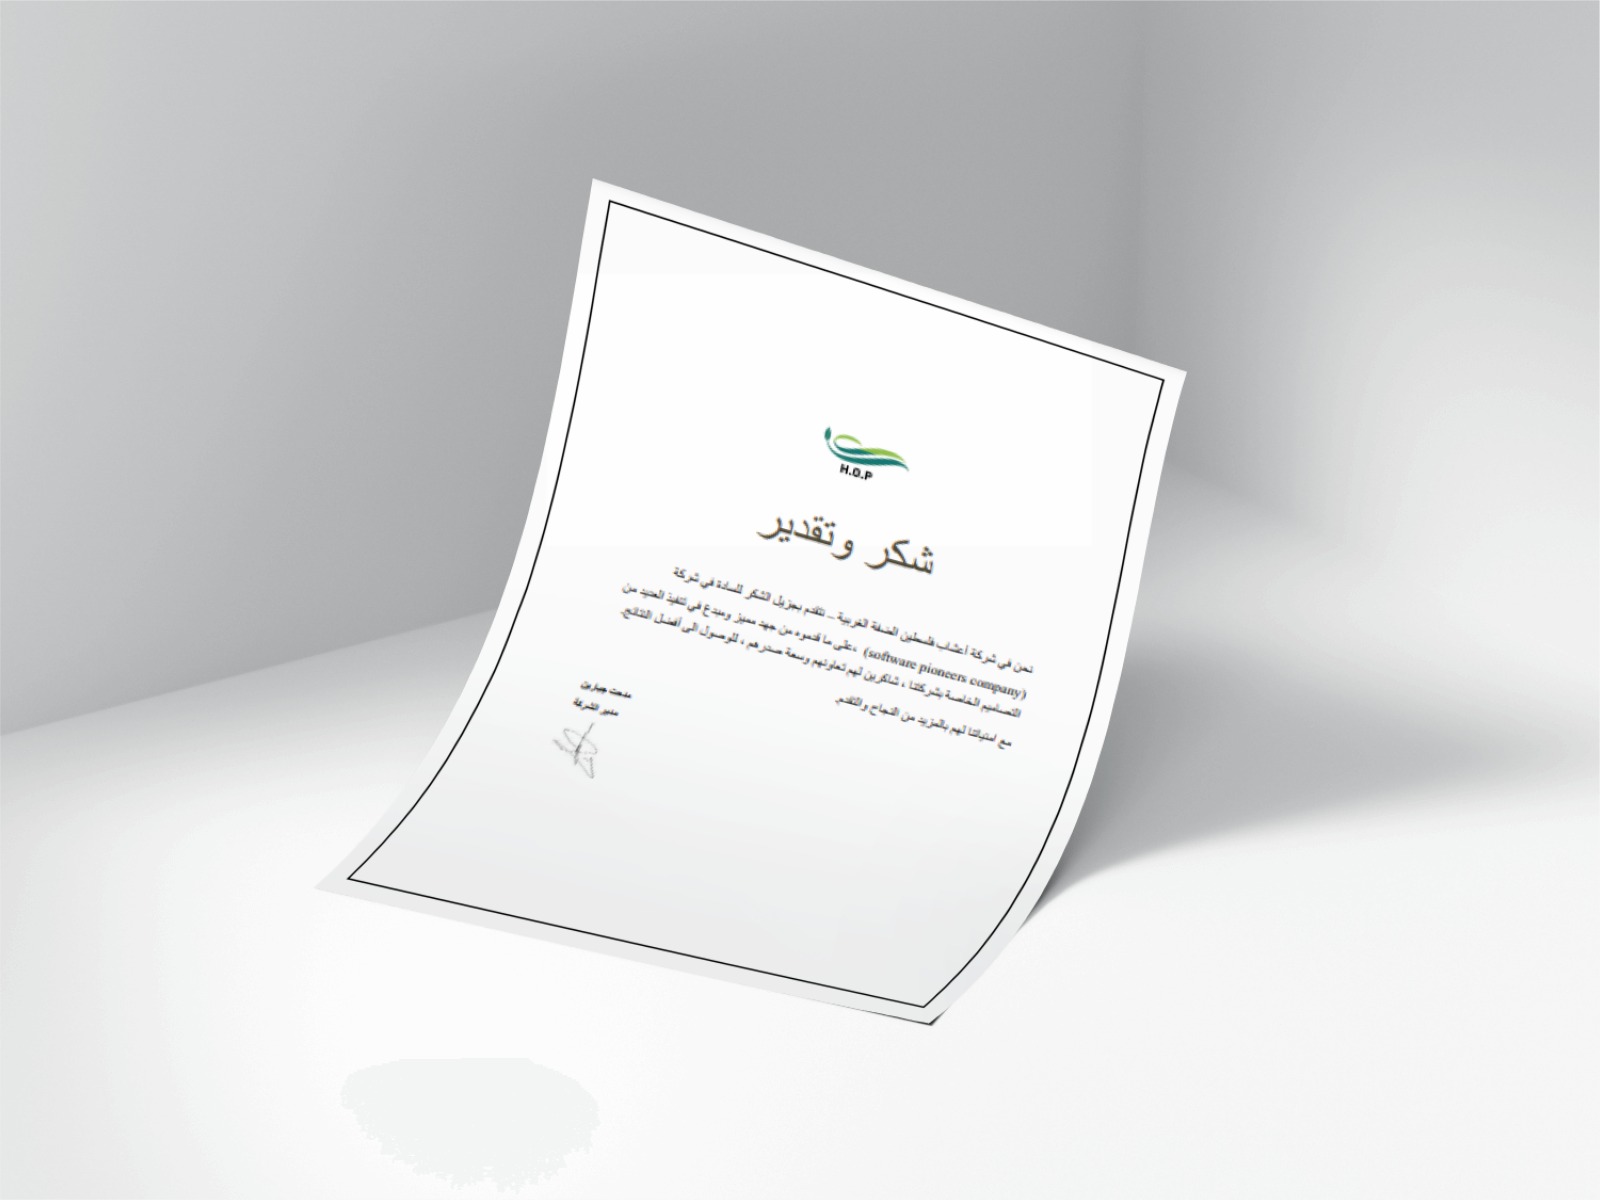 H.O.P
شكر وتقدير
نحن في شركة أعشاب فلسطين الضفة الغربية _ نتقدم بجزيل الشكر للسادة في شركة
(software pioneers company) ،على ما قدموه من جهد مميز ومبدع في تنفيذ العديد من
التصاميم الخاصة بشركتنا ، شاكرين لهم تعاونهم وسعة صدرهم ، للوصول الى أفضل النتائج.
مع امنياتنا لهم بالمزيد من النجاح والتقدم.
مدحت جبارين
مدير الشركة